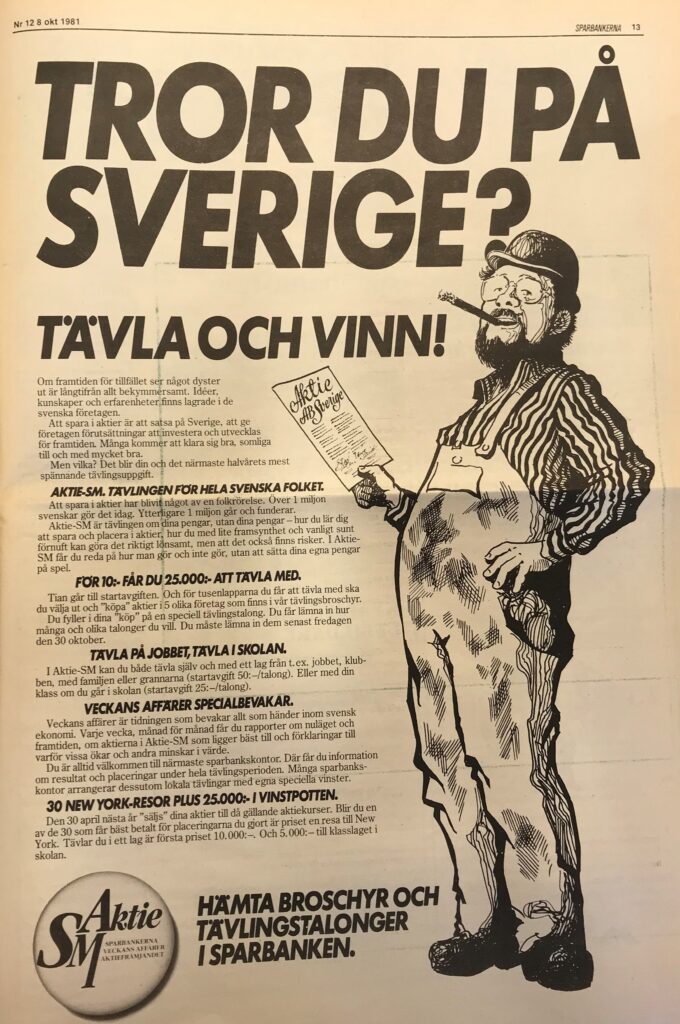 Nr 12 8 okt 1981
SPARBANKERNA 13
TROR DU PÅ
SVERIGE?
TÄVLA OCH VINN!
Om framtiden för tillfället ser något dyster
ut är långtifrån allt bekymmersamt. Idéer,
kunskaper och erfarenheter finns lagrade i de
svenska företagen.
Att spara i aktier är att satsa på Sverige, att ge
företagen förutsättningar att investera och utvecklas
för framtiden. Många kommer att klara sig bra, somliga
till och med mycket bra.
Men vilka? Det blir din och det närmaste halvårets mest
spännande tävlingsuppgift.
Aktie
AB Sverige
AKTIE-SM. TÄVLINGEN FÖR HELA SVENSKA FOLKET.
Att spara i aktier har blivit något av en folkrörelse. Över 1 miljon
svenskar gör det idag. Ytterligare 1 miljon går och funderar.
Aktie-SM är tävlingen om dina pengar, utan dina pengar – hur du lär dig
att spara och placera i aktier, hur du med lite framsynthet och vanligt sunt
förnuft kan göra det riktigt lönsamt, men att det också finns risker. I Aktie-
SM får du reda på hur man gör och inte gör, utan att sätta dina egna pengar
på spel.
FÖR 10:- FÅR DU 25.000:- ATT TÄVLA MED.
Tian går till startavgiften. Och för tusenlapparna du får att tävla med ska
du välja ut och "köpa" aktier i 5 olika företag som finns i vår tävlingsbroschyr.
Du fyller i dina "köp" på en speciell tävlingstalong. Du får lämna in hur
många och olika talonger du vill. Du måste lämna in dem senast fredagen
den 30 oktober.
TÄVLA PÅ JOBBET, TÄVLA I SKOLAN.
I Aktie-SM kan du både tävla själv och med ett lag från t.ex. jobbet, klub-
ben, med familjen eller grannarna (startavgift 50:–/talong). Eller med din
klass om du går i skolan (startavgift 25:–/talong).
VECKANS AFFÄRER SPECIALBEVAKAR.
Veckans affärer är tidningen som bevakar allt som händer inom svensk
ekonomi. Varje vecka, månad för månad får du rapporter om nuläget och
framtiden, om aktierna i Aktie-SM som ligger bäst till och förklaringar till
varför vissa ökar och andra minskar i värde.
Du är alltid välkommen till närmaste sparbankskontor. Där får du information
om resultat och placeringar under hela tävlingsperioden. Många sparbanks-
kontor arrangerar dessutom lokala tävlingar med egna speciella vinster.
30 NEW YORK-RESOR PLUS 25.000:- I VINSTPOTTEN.
Den 30 april nästa år "säljs" dina aktier till då gällande aktiekurser. Blir du en
av de 30 som får bäst betalt för placeringarna du gjort är priset en resa till New
York. Tävlar du i ett lag är första priset 10.000:–. Och 5.000:– till klasslaget i
skolan.
Aktie
SM
SPARBANKERNA
VECKANS AFFÄRER
AKTIEFRÄMJANDET
HÄMTA BROSCHYR OCH
TÄVLINGSTALONGER
I SPARBANKEN.